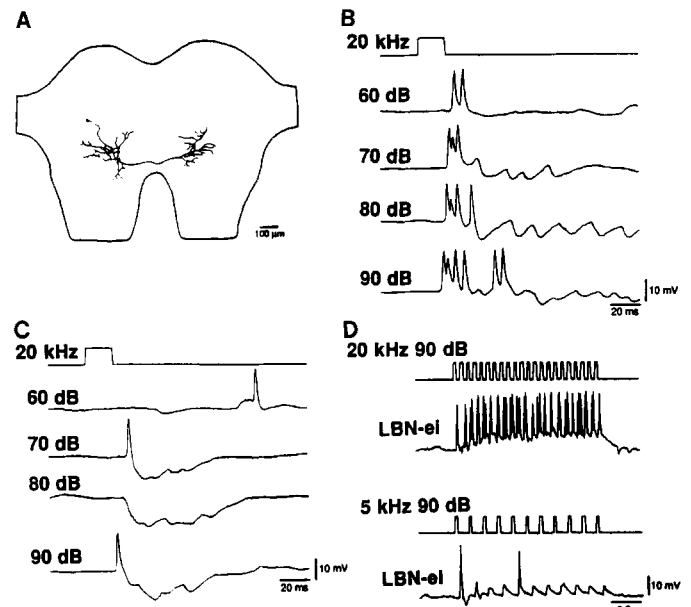 A
100 µm
B
20 kHz
60 dB
70 dB
80 dB
90 dB
10 mV
20 ms
C
20 kHz
60 dB
70 dB
80 dB
90 dB
10 mV
20 ms
D
20 kHz 90 dB
LBN-ei
5 kHz 90 dB
LBN-ei
10 mV